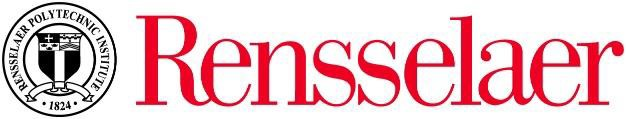 RENSSELAER POLYTECHNIC INSTITUTE
• 1824 •
Rensselaer